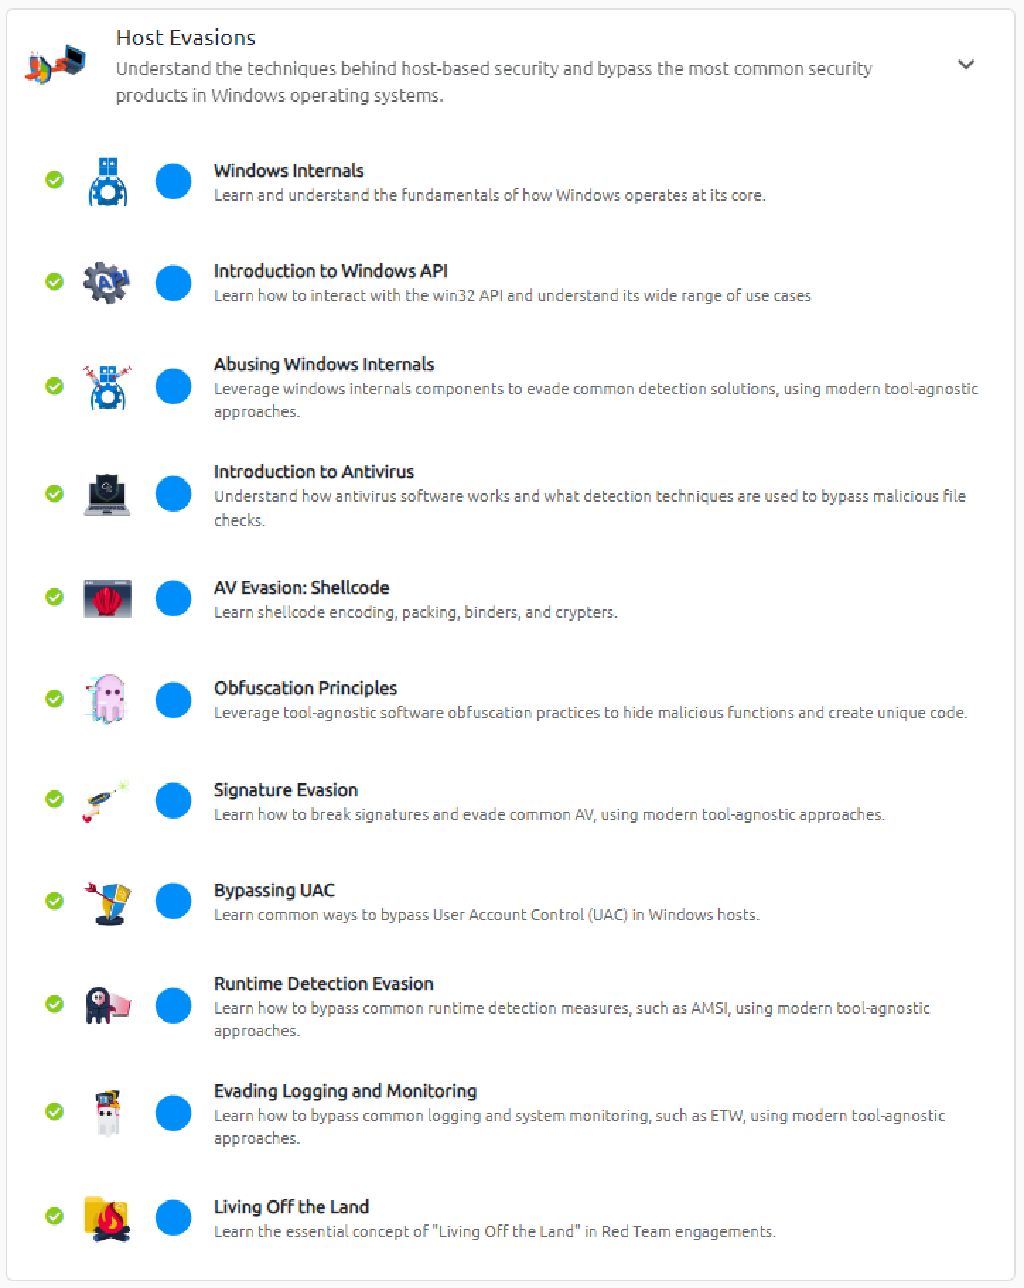 Host Evasions
Understand the techniques behind host-based security and bypass the most common security
products in Windows operating systems.
Windows Internals
Learn and understand the fundamentals of how Windows operates at its core.
API
Introduction to Windows API
Learn how to interact with the win32 API and understand its wide range of use cases
Abusing Windows Internals
Leverage windows internals components to evade common detection solutions, using modern tool-agnostic
approaches.
Introduction to Antivirus
Understand how antivirus software works and what detection techniques are used to bypass malicious file
checks.
AV Evasion: Shellcode
Learn shellcode encoding, packing, binders, and crypters.
Obfuscation Principles
Leverage tool-agnostic software obfuscation practices to hide malicious functions and create unique code.
Signature Evasion
Learn how to break signatures and evade common AV, using modern tool-agnostic approaches.
Bypassing UAC
Learn common ways to bypass User Account Control (UAC) in Windows hosts.
Runtime Detection Evasion
Learn how to bypass common runtime detection measures, such as AMSI, using modern tool-agnostic
approaches.
Evading Logging and Monitoring
Learn how to bypass common logging and system monitoring, such as ETW, using modern tool-agnostic
approaches.
Living Off the Land
Learn the essential concept of "Living Off the Land" in Red Team engagements.